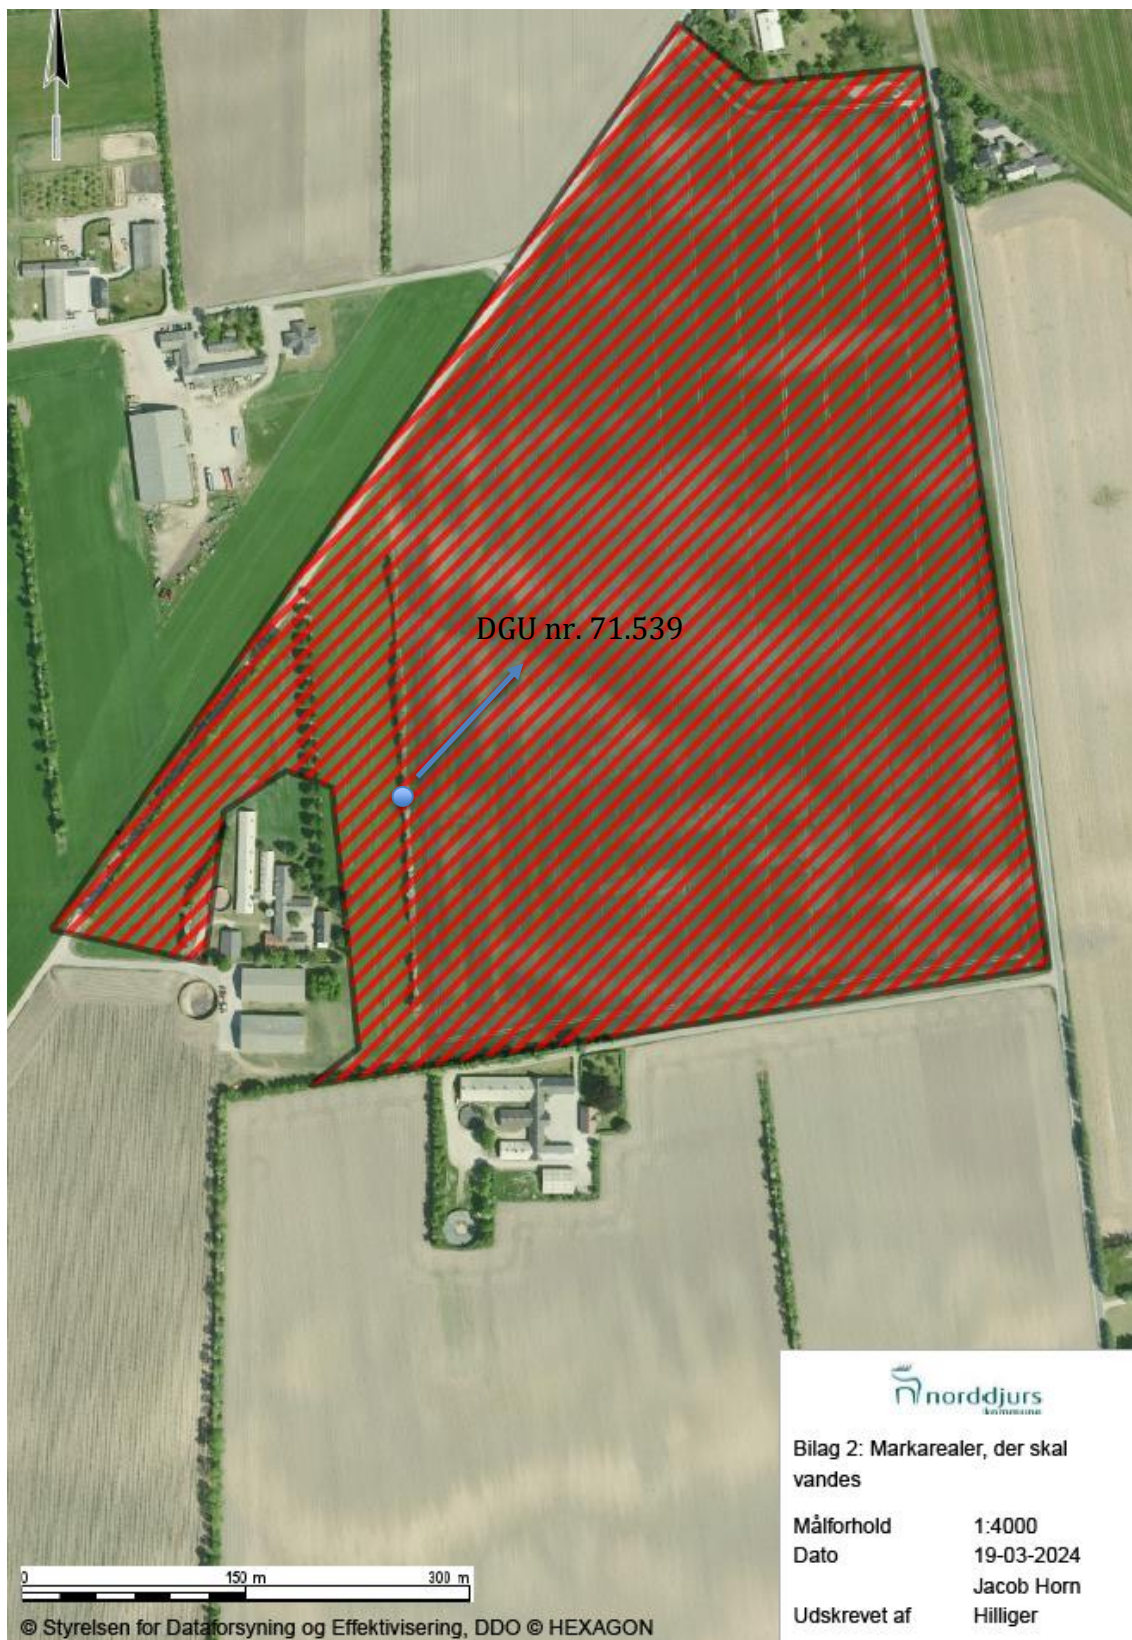 DGU nr. 71.539
norddjurs
kommune
Bilag 2: Markarealer, der skal
vandes
Målforhold 1:4000
Dato 19-03-2024
Jacob Horn
Udskrevet af Hilliger
0 150 m 300 m
© Styrelsen for Dataforsyning og Effektivisering, DDO © HEXAGON